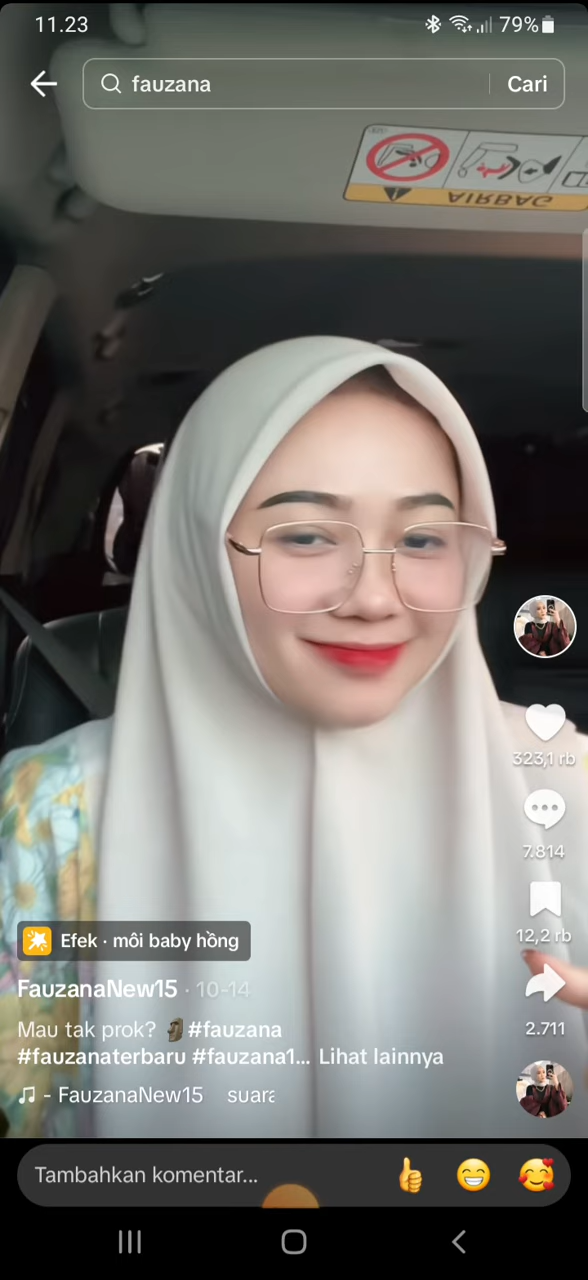 11.23
79%
fauzana
Cari
AIRBAG
323,1 rb
7.814
12,2 rb
Efek · môi baby hồng
FauzanaNew15 · 10-14
Mau tak prok? 🗿#fauzana
#fauzanaterbaru #fauzana1... Lihat lainnya
2.711
- FauzanaNew15 suara
Tambahkan komentar...